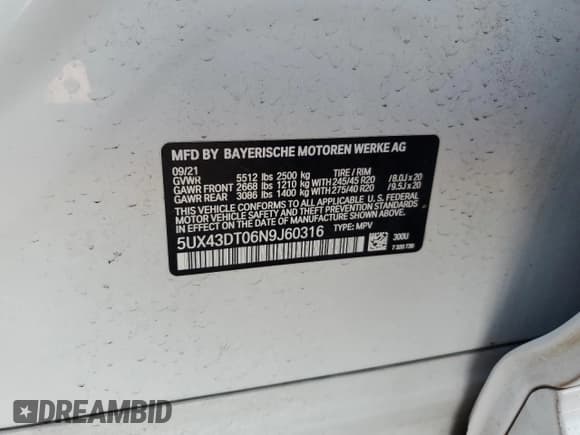 MFD BY BAYERISCHE MOTOREN WERKE AG
09/21 TIRE / RIM
GVWR 5512 lbs 2500 kg
GAWR FRONT 2668 lbs 1210 kg WITH 245/45 R20 /8.0J x 20
GAWR REAR 3086 lbs 1400 kg WITH 275/40 R20 /9.5J x 20
THIS VEHICLE CONFORMS TO ALL APPLICABLE U.S. FEDERAL
MOTOR VEHICLE SAFETY STANDARDS
IN EFFECT ON THE DATE OF MANUFACTURE SHOWN ABOVE.
5UX43DT06N9J60316 TYPE: MPV
300U
DREAMBID